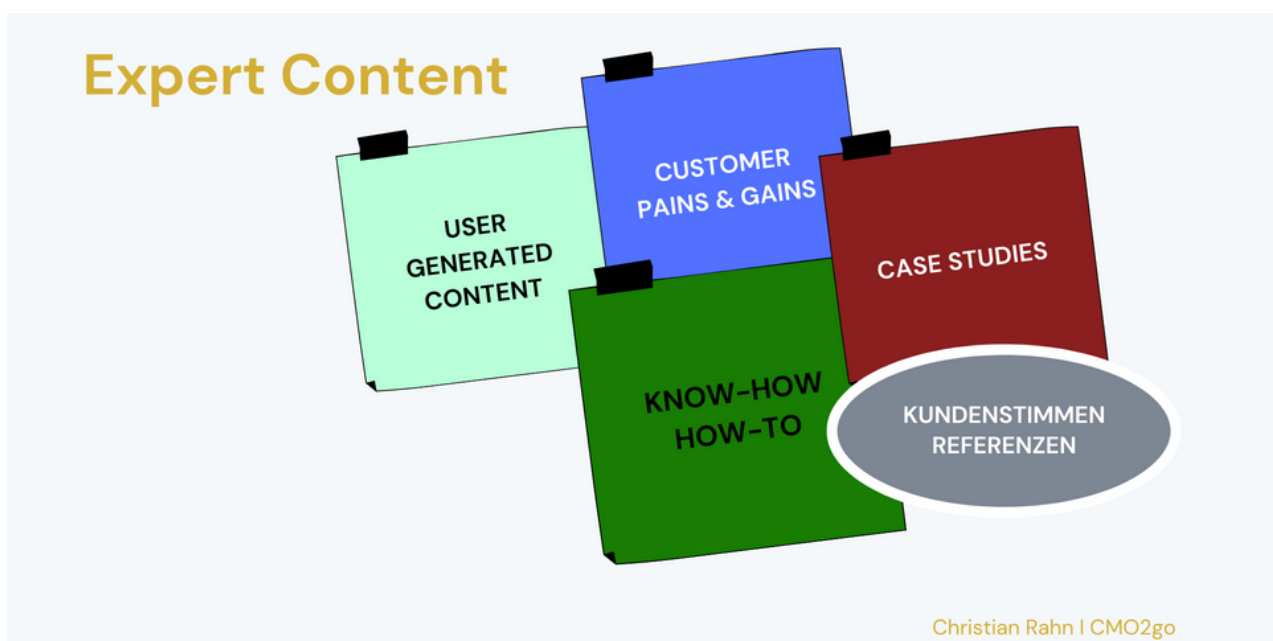 Expert Content
USER
GENERATED
CONTENT
CUSTOMER
PAINS & GAINS
CASE STUDIES
KNOW-HOW
HOW-TO
KUNDENSTIMMEN
REFERENZEN
Christian Rahn I CMO2go